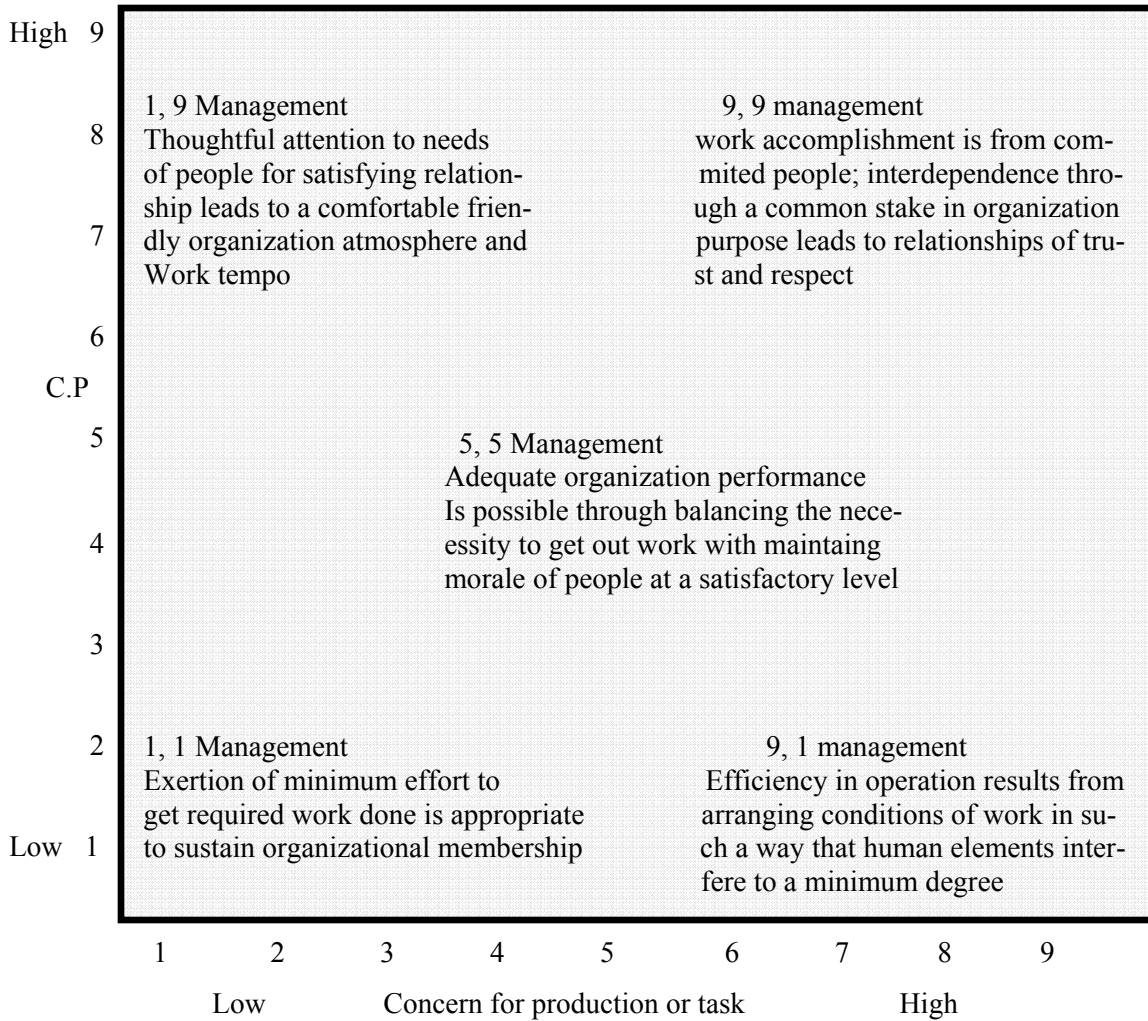 High 9
1, 9 Management
8
Thoughtful attention to needs
of people for satisfying relation-
ship leads to a comfortable frien-
7
dly organization atmosphere and
Work tempo
9, 9 management
work accomplishment is from com-
mited people; interdependence thro-
ugh a common stake in organization
purpose leads to relationships of tru-
st and respect
6
C.P
5
5, 5 Management
Adequate organization performance
Is possible through balancing the nece-
4
essity to get out work with maintaing
morale of people at a satisfactory level
3
2
1, 1 Management
Exertion of minimum effort to
get required work done is appropriate
Low 1
to sustain organizational membership
9, 1 management
Efficiency in operation results from
arranging conditions of work in su-
ch a way that human elements inter-
fere to a minimum degree
1 2 3 4 5 6 7 8 9
Low Concern for production or task High